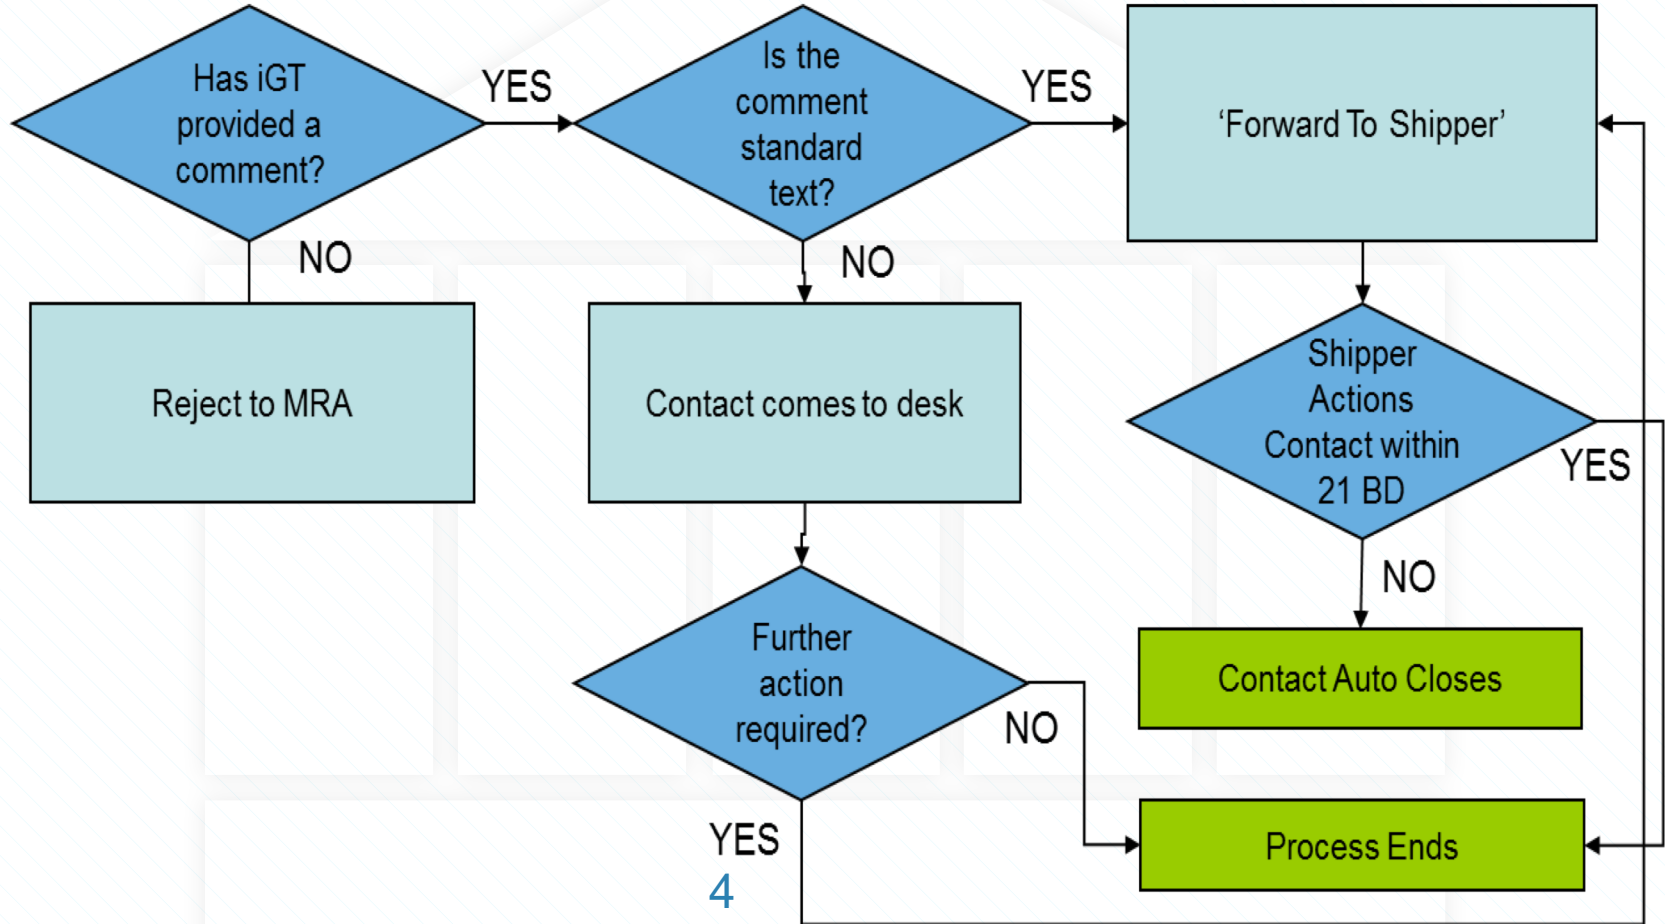 Has iGT
provided a
comment?
YES
Is the
comment
standard
text?
YES
‘Forward To Shipper’
NO
NO
Reject to MRA
Contact comes to desk
Shipper
Actions
Contact within
21 BD
YES
NO
Further
action
required?
NO
Contact Auto Closes
YES
Process Ends
4